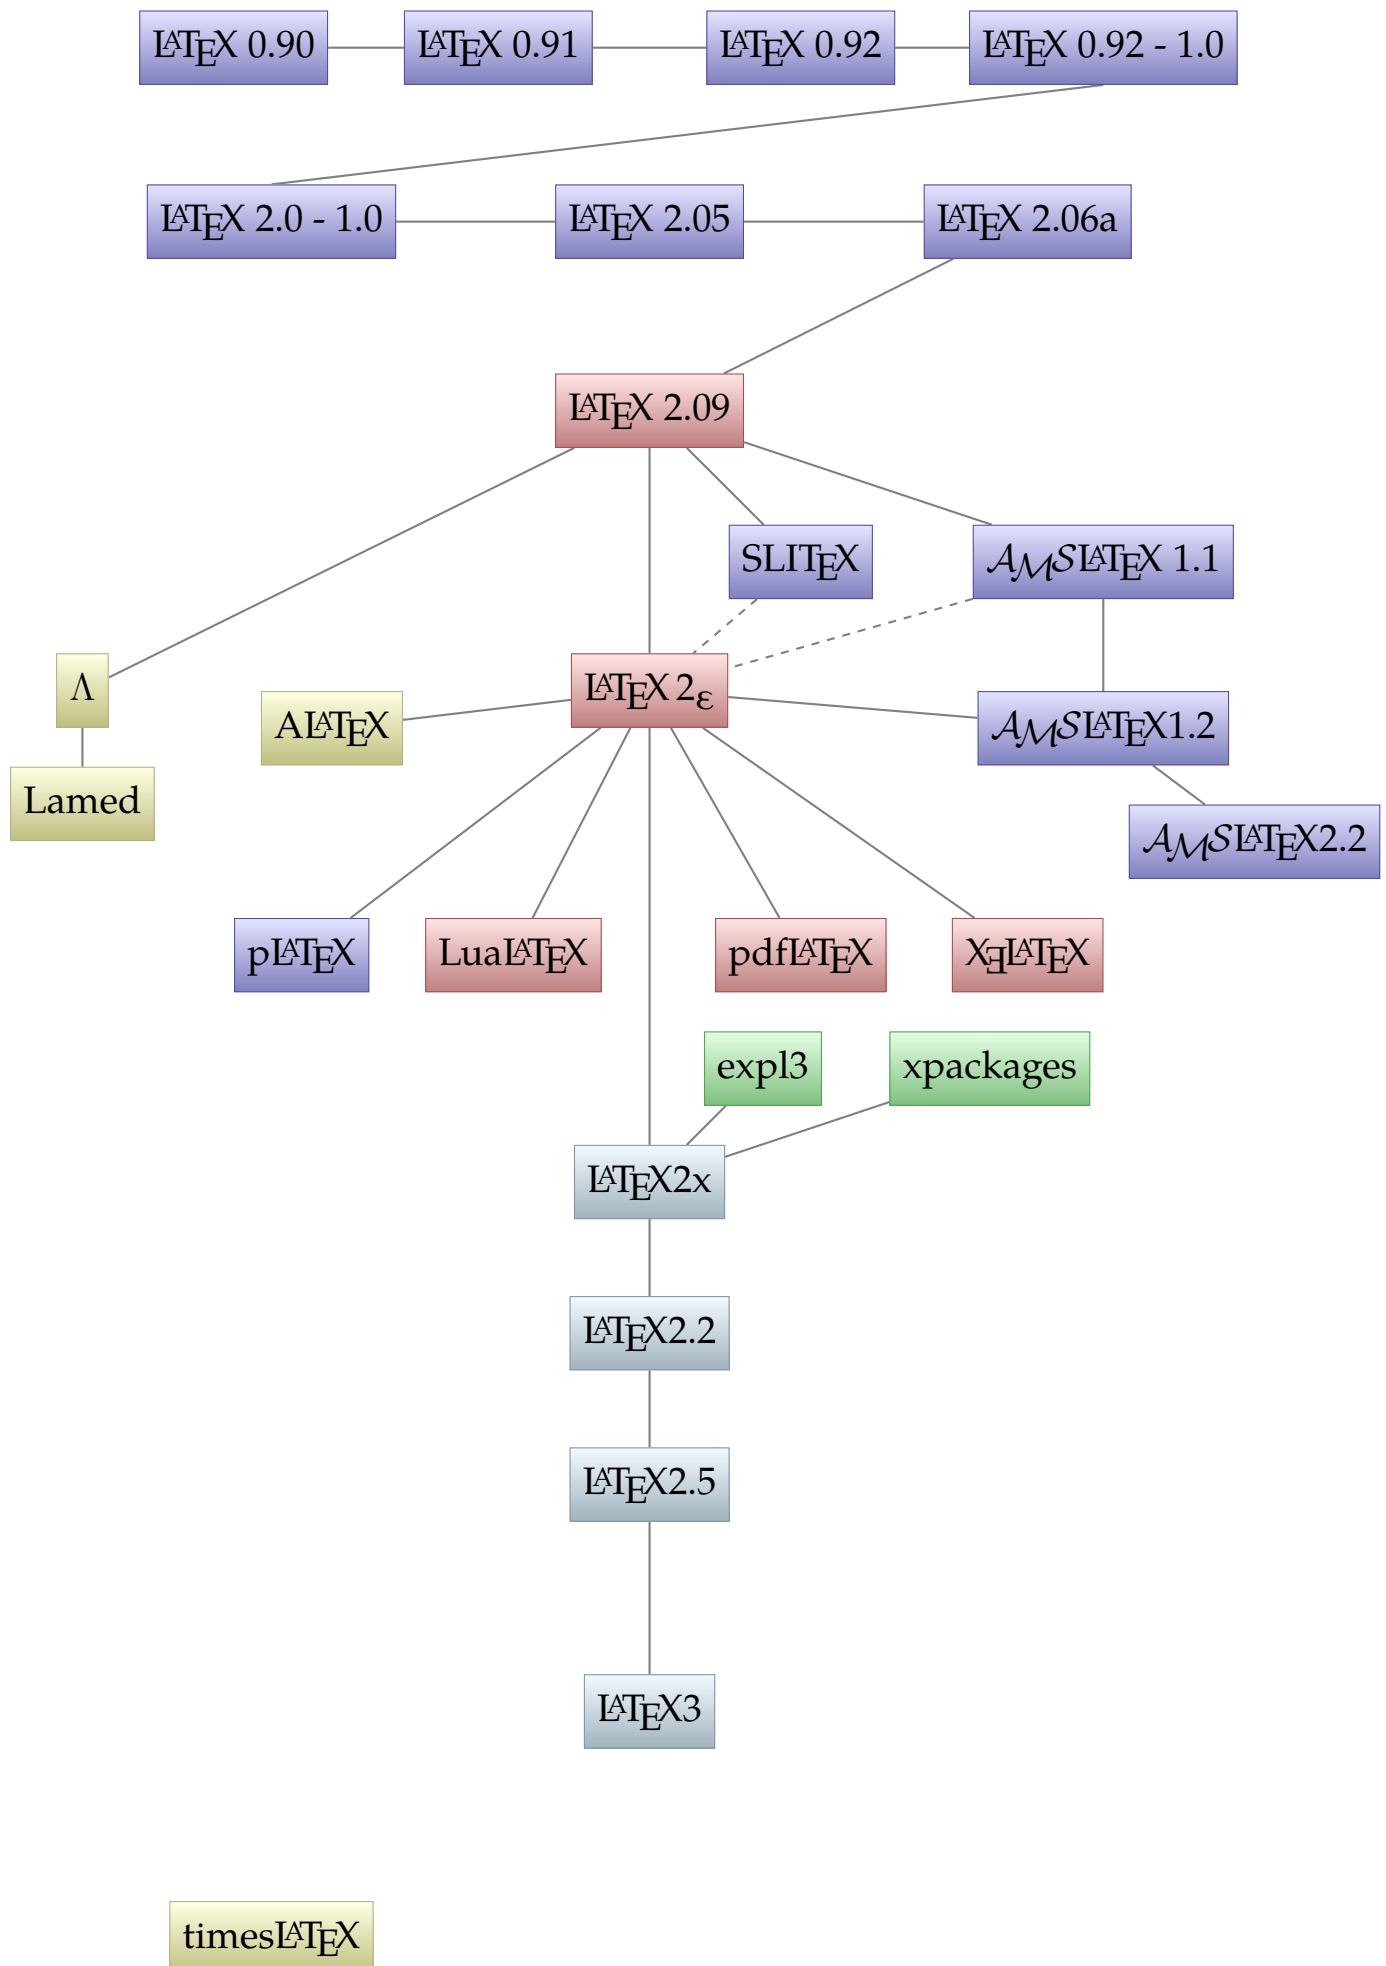 LATEX 0.90
LATEX 0.91
LATEX 0.92
LATEX 0.92 - 1.0
LATEX 2.0 - 1.0
LATEX 2.05
LATEX 2.06a
LATEX 2.09
SLITEX
AMSLATEX 1.1
Λ
LATEX 2ε
ALATEX
AMSLATEX1.2
Lamed
AMSLATEX2.2
pLATEX
LuaLATEX
pdfLATEX
XƎLATEX
expl3
xpackages
LATEX2x
LATEX2.2
LATEX2.5
LATEX3
timesLATEX